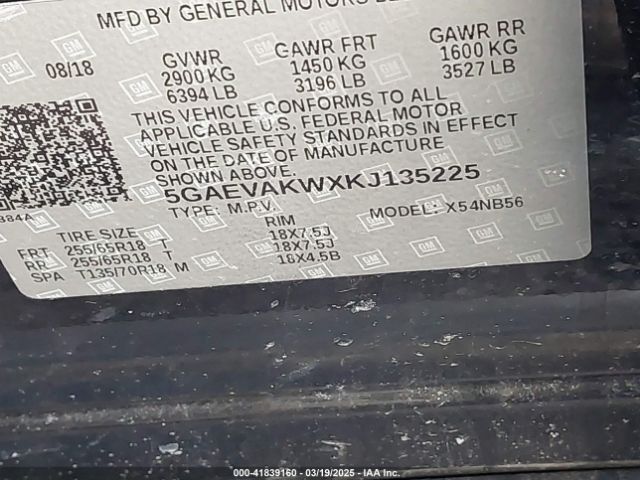 MFD BY GENERAL MOTORS
08/18
GVWR
2900 KG
6394 LB
GAWR FRT
1450 KG
3196 LB
GAWR RR
1600 KG
3527 LB
THIS VEHICLE CONFORMS TO ALL
APPLICABLE U.S. FEDERAL MOTOR
VEHICLE SAFETY STANDARDS IN EFFECT
ON THE DATE OF MANUFACTURE
SHOWN ABOVE.
5GAEVAKWXKJ135225
TYPE: M.P.V. MODEL: X54NB56
384A
TIRE SIZE RIM
FRT 255/65R18 T 18X7.5J
RR 255/65R18 T 18X7.5J
SPA T135/70R18 M 18X4.5B
GM
000-41839160 - 03/19/2025 - IAA Inc.